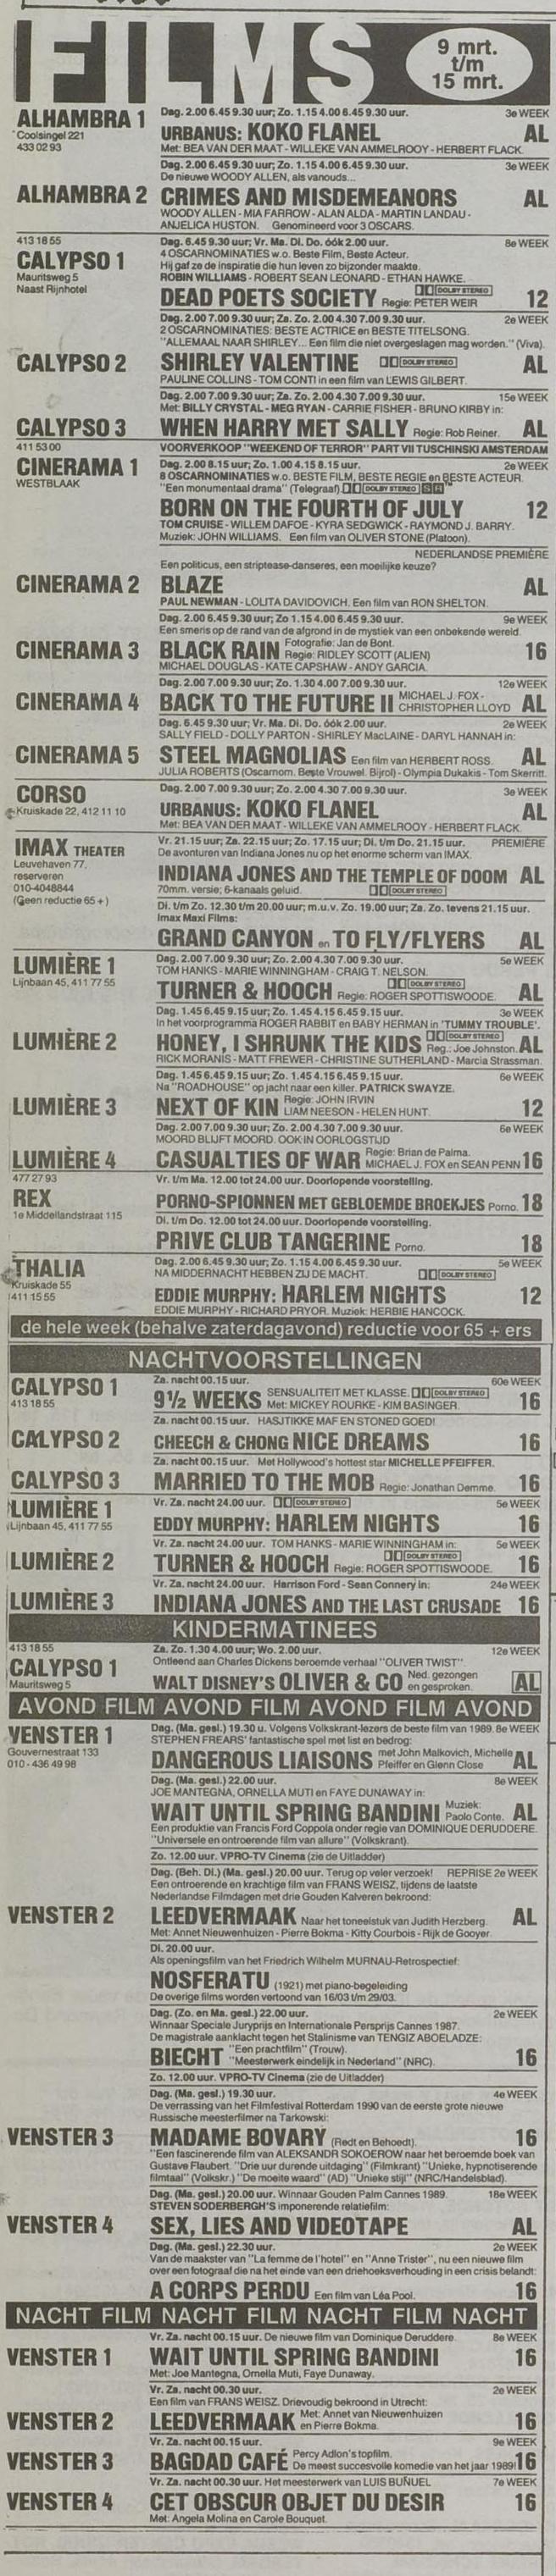 FILMS
9 mrt.
t/m
15 mrt.
ALHAMBRA 1
Coolsingel 221
433 02 93
Dag. 2.00 6.45 9.30 uur; Zo. 1.15 4.00 6.45 9.30 uur. 3e WEEK
URBANUS: KOKO FLANEL AL
Met: BEA VAN DER MAAT - WILLEKE VAN AMMELROOY - HERBERT FLACK.
Dag. 2.00 6.45 9.30 uur; Zo. 1.15 4.00 6.45 9.30 uur. 3e WEEK
De nieuwe WOODY ALLEN, als vanouds...
ALHAMBRA 2 CRIMES AND MISDEMEANORS AL
WOODY ALLEN - MIA FARROW - ALAN ALDA - MARTIN LANDAU -
ANJELICA HUSTON. Genomineerd voor 3 OSCARS.
413 18 55
CALYPSO 1
Mauritsweg 5
Naast Rijnhotel
Dag. 6.45 9.30 uur; Vr. Ma. Di. Do. óók 2.00 uur. 8e WEEK
4 OSCARNOMINATIES w.o. Beste Film, Beste Acteur.
Hij gaf ze de inspiratie die hun leven zo bijzonder maakte.
ROBIN WILLIAMS - ROBERT SEAN LEONARD - ETHAN HAWKE.
DOLBY STEREO
DEAD POETS SOCIETY Regie: PETER WEIR 12
Dag. 2.00 7.00 9.30 uur; Za. Zo. 2.00 4.30 7.00 9.30 uur. 2e WEEK
2 OSCARNOMINATIES: BESTE ACTRICE en BESTE TITELSONG.
"ALLEMAAL NAAR SHIRLEY... Een film die niet overgeslagen mag worden." (Viva).
CALYPSO 2 SHIRLEY VALENTINE DOLBY STEREO AL
PAULINE COLLINS - TOM CONTI in een film van LEWIS GILBERT.
Dag. 2.00 7.00 9.30 uur; Za. Zo. 2.00 4.30 7.00 9.30 uur. 15e WEEK
Met: BILLY CRYSTAL - MEG RYAN - CARRIE FISHER - BRUNO KIRBY in:
CALYPSO 3 WHEN HARRY MET SALLY Regie: Rob Reiner. AL
411 53 00
CINERAMA 1
WESTBLAAK
VOORVERKOOP "WEEKEND OF TERROR" PART VII TUSCHINSKI AMSTERDAM
Dag. 2.00 8.15 uur; Zo. 1.00 4.15 8.15 uur. 2e WEEK
8 OSCARNOMINATIES w.o. BESTE FILM, BESTE REGIE en BESTE ACTEUR.
"Een monumentaal drama" (Telegraaf) DOLBY STEREO SR
BORN ON THE FOURTH OF JULY 12
TOM CRUISE - WILLEM DAFOE - KYRA SEDGWICK - RAYMOND J. BARRY.
Muziek: JOHN WILLIAMS. Een film van OLIVER STONE (Platoon).
NEDERLANDSE PREMIÈRE
Een politicus, een striptease-danseres, een moeilijke keuze?
CINERAMA 2 BLAZE AL
PAUL NEWMAN - LOLITA DAVIDOVICH. Een film van RON SHELTON.
Dag. 2.00 6.45 9.30 uur; Zo 1.15 4.00 6.45 9.30 uur. 9e WEEK
Een smeris op de rand van de afgrond in de mystiek van een onbekende wereld.
CINERAMA 3 BLACK RAIN Fotografie: Jan de Bont. Regie: RIDLEY SCOTT (ALIEN) 16
MICHAEL DOUGLAS - KATE CAPSHAW - ANDY GARCIA.
Dag. 2.00 7.00 9.30 uur; Zo. 1.30 4.00 7.00 9.30 uur. 12e WEEK
CINERAMA 4 BACK TO THE FUTURE II MICHAEL J. FOX - CHRISTOPHER LLOYD AL
Dag. 6.45 9.30 uur; Vr. Ma. Di. Do. óók 2.00 uur. 2e WEEK
SALLY FIELD - DOLLY PARTON - SHIRLEY MacLAINE - DARYL HANNAH in:
CINERAMA 5 STEEL MAGNOLIAS Een film van HERBERT ROSS. AL
JULIA ROBERTS (Oscarnom. Beste Vrouwel. Bijrol) - Olympia Dukakis - Tom Skerritt.
CORSO
Kruiskade 22, 412 11 10
Dag. 2.00 7.00 9.30 uur; Zo. 2.00 4.30 7.00 9.30 uur. 3e WEEK
URBANUS: KOKO FLANEL AL
Met: BEA VAN DER MAAT - WILLEKE VAN AMMELROOY - HERBERT FLACK.
IMAX THEATER
Leuvehaven 77,
reserveren
010-4048844
(Geen reductie 65 +)
Vr. 21.15 uur; Za. 22.15 uur; Zo. 17.15 uur; Di. t/m Do. 21.15 uur. PREMIÈRE
De avonturen van Indiana Jones nu op het enorme scherm van IMAX.
INDIANA JONES AND THE TEMPLE OF DOOM AL
70mm. versie; 6-kanaals geluid. DOLBY STEREO
Di. t/m Zo. 12.30 t/m 20.00 uur; m.u.v. Zo. 19.00 uur; Za. Zo. tevens 21.15 uur.
Imax Maxi Films:
GRAND CANYON en TO FLY/FLYERS AL
LUMIÈRE 1
Lijnbaan 45, 411 77 55
Dag. 2.00 7.00 9.30 uur; Zo. 2.00 4.30 7.00 9.30 uur. 5e WEEK
TOM HANKS - MARIE WINNINGHAM - CRAIG T. NELSON.
DOLBY STEREO
TURNER & HOOCH Regie: ROGER SPOTTISWOODE. AL
Dag. 1.45 6.45 9.15 uur; Zo. 1.45 4.15 6.45 9.15 uur. 3e WEEK
In het voorprogramma ROGER RABBIT en BABY HERMAN in 'TUMMY TROUBLE'.
DOLBY STEREO
LUMIÈRE 2 HONEY, I SHRUNK THE KIDS Reg.: Joe Johnston. AL
RICK MORANIS - MATT FREWER - CHRISTINE SUTHERLAND - Marcia Strassman.
Dag. 1.45 6.45 9.15 uur; Zo. 1.45 4.15 6.45 9.15 uur. 6e WEEK
Na "ROADHOUSE" op jacht naar een killer. PATRICK SWAYZE.
LUMIÈRE 3 NEXT OF KIN Regie: JOHN IRVIN LIAM NEESON - HELEN HUNT. 12
Dag. 2.00 7.00 9.30 uur; Zo. 2.00 4.30 7.00 9.30 uur. 6e WEEK
MOORD BLIJFT MOORD. OOK IN OORLOGSTIJD
LUMIÈRE 4 CASUALTIES OF WAR Regie: Brian de Palma. MICHAEL J. FOX en SEAN PENN 16
477 27 93
REX
1e Middellandstraat 115
Vr. t/m Ma. 12.00 tot 24.00 uur. Doorlopende voorstelling.
PORNO-SPIONNEN MET GEBLOEMDE BROEKJES Porno. 18
Di. t/m Do. 12.00 tot 24.00 uur. Doorlopende voorstelling.
PRIVE CLUB TANGERINE Porno. 18
THALIA
Kruiskade 55
411 15 55
Dag. 2.00 6.45 9.30 uur; Zo. 1.15 4.00 6.45 9.30 uur. 5e WEEK
NA MIDDERNACHT HEBBEN ZIJ DE MACHT. DOLBY STEREO
EDDIE MURPHY: HARLEM NIGHTS 12
EDDIE MURPHY - RICHARD PRYOR. Muziek: HERBIE HANCOCK.
de hele week (behalve zaterdagavond) reductie voor 65 + ers
NACHTVOORSTELLINGEN
CALYPSO 1
413 18 55
Za. nacht 00.15 uur. 60e WEEK
9½ WEEKS SENSUALITEIT MET KLASSE. DOLBY STEREO 16
Met: MICKEY ROURKE - KIM BASINGER.
Za. nacht 00.15 uur. HASJTIKKE MAF EN STONED GOED!
CALYPSO 2 CHEECH & CHONG NICE DREAMS 16
Za. nacht 00.15 uur. Met Hollywood's hottest star MICHELLE PFEIFFER.
CALYPSO 3 MARRIED TO THE MOB Regie: Jonathan Demme. 16
LUMIÈRE 1
Lijnbaan 45, 411 77 55
Vr. Za. nacht 24.00 uur. DOLBY STEREO 5e WEEK
EDDY MURPHY: HARLEM NIGHTS 16
Vr. Za. nacht 24.00 uur. TOM HANKS - MARIE WINNINGHAM in: 5e WEEK
DOLBY STEREO
LUMIÈRE 2 TURNER & HOOCH Regie: ROGER SPOTTISWOODE. 16
Vr. Za. nacht 24.00 uur. Harrison Ford - Sean Connery in: 24e WEEK
LUMIÈRE 3 INDIANA JONES AND THE LAST CRUSADE 16
KINDERMATINEES
413 18 55
CALYPSO 1
Mauritsweg 5
Za. Zo. 1.30 4.00 uur; Wo. 2.00 uur. 12e WEEK
Ontleend aan Charles Dickens beroemde verhaal "OLIVER TWIST".
WALT DISNEY'S OLIVER & CO Ned. gezongen en gesproken. AL
AVOND FILM AVOND FILM AVOND FILM AVOND
VENSTER 1
Gouvernestraat 133
010 - 436 49 98
Dag. (Ma. gesl.) 19.30 u. Volgens Volkskrant-lezers de beste film van 1989. 8e WEEK
STEPHEN FREARS' fantastische spel met list en bedrog:
DANGEROUS LIAISONS met John Malkovich, Michelle Pfeiffer en Glenn Close AL
Dag. (Ma. gesl.) 22.00 uur. 8e WEEK
JOE MANTEGNA, ORNELLA MUTI en FAYE DUNAWAY in:
WAIT UNTIL SPRING BANDINI Muziek: Paolo Conte. AL
Een produktie van Francis Ford Coppola onder regie van DOMINIQUE DERUDDERE.
"Universele en ontroerende film van allure" (Volkskrant).
Zo. 12.00 uur. VPRO-TV Cinema (zie de Uitladder)
Dag. (Beh. Di.) (Ma. gesl.) 20.00 uur. Terug op veler verzoek! REPRISE 2e WEEK
Een ontroerende en krachtige film van FRANS WEISZ, tijdens de laatste
Nederlandse Filmdagen met drie Gouden Kalveren bekroond:
VENSTER 2 LEEDVERMAAK Naar het toneelstuk van Judith Herzberg. AL
Met: Annet Nieuwenhuizen - Pierre Bokma - Kitty Courbois - Rijk de Gooyer.
Di. 20.00 uur.
Als openingsfilm van het Friedrich Wilhelm MURNAU-Retrospectief:
NOSFERATU (1921) met piano-begeleiding
De overige films worden vertoond van 16/03 t/m 29/03.
Dag. (Zo. en Ma. gesl.) 22.00 uur. 2e WEEK
Winnaar Speciale Juryprijs en Internationale Persprijs Cannes 1987.
De magistrale aanklacht tegen het Stalinisme van TENGIZ ABOELADZE:
BIECHT "Een prachtfilm" (Trouw). "Meesterwerk eindelijk in Nederland" (NRC). 16
Zo. 12.00 uur. VPRO-TV Cinema (zie de Uitladder)
Dag. (Ma. gesl.) 19.30 uur. 4e WEEK
De verrassing van het Filmfestival Rotterdam 1990 van de eerste grote nieuwe
Russische meesterfilmer na Tarkowski:
VENSTER 3 MADAME BOVARY (Redt en Behoedt). 16
"Een fascinerende film van ALEKSANDR SOKOEROW naar het beroemde boek van
Gustave Flaubert. "Drie uur durende uitdaging" (Filmkrant) "Unieke, hypnotiserende
filmtaal" (Volkskr.) "De moeite waard" (AD) "Unieke stijl" (NRC/Handelsblad).
Dag. (Ma. gesl.) 20.00 uur. Winnaar Gouden Palm Cannes 1989. 18e WEEK
STEVEN SODERBERGH'S imponerende relatiefilm:
VENSTER 4 SEX, LIES AND VIDEOTAPE AL
Dag. (Ma. gesl.) 22.30 uur. 2e WEEK
Van de maakster van "La femme de l'hotel" en "Anne Trister", nu een nieuwe film
over een fotograaf die na het einde van een driehoeksverhouding in een crisis belandt:
A CORPS PERDU Een film van Léa Pool. 16
NACHT FILM NACHT FILM NACHT FILM NACHT
Vr. Za. nacht 00.15 uur. De nieuwe film van Dominique Deruddere. 8e WEEK
VENSTER 1 WAIT UNTIL SPRING BANDINI 16
Met: Joe Mantegna, Ornella Muti, Faye Dunaway.
Vr. Za. nacht 00.30 uur. 2e WEEK
Een film van FRANS WEISZ. Drievoudig bekroond in Utrecht:
VENSTER 2 LEEDVERMAAK Met: Annet van Nieuwenhuizen en Pierre Bokma. 16
Vr. Za. nacht 00.15 uur. 9e WEEK
VENSTER 3 BAGDAD CAFÉ Percy Adlon's topfilm. De meest succesvolle komedie van het jaar 1989! 16
Vr. Za. nacht 00.30 uur. Het meesterwerk van LUIS BUÑUEL 7e WEEK
VENSTER 4 CET OBSCUR OBJET DU DESIR 16
Met: Angela Molina en Carole Bouquet.